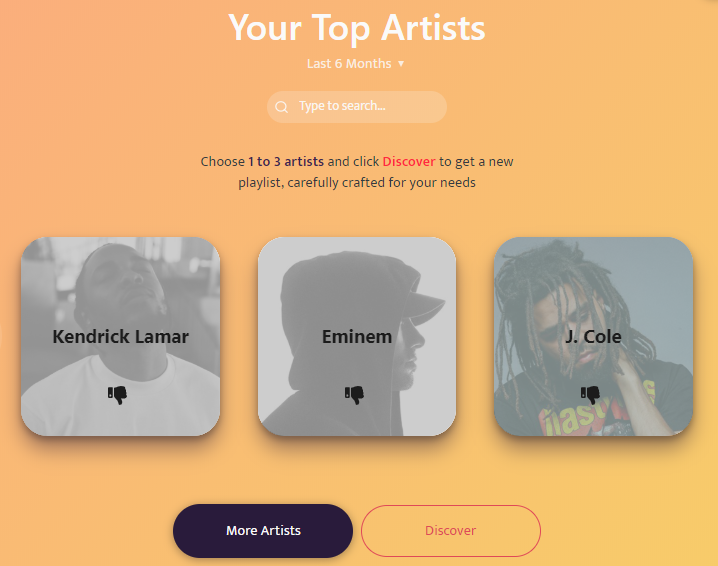 Your Top Artists
Last 6 Months ▼
Type to search...
Choose 1 to 3 artists and click Discover to get a new
playlist, carefully crafted for your needs
Kendrick Lamar
Eminem
J. Cole
More Artists
Discover